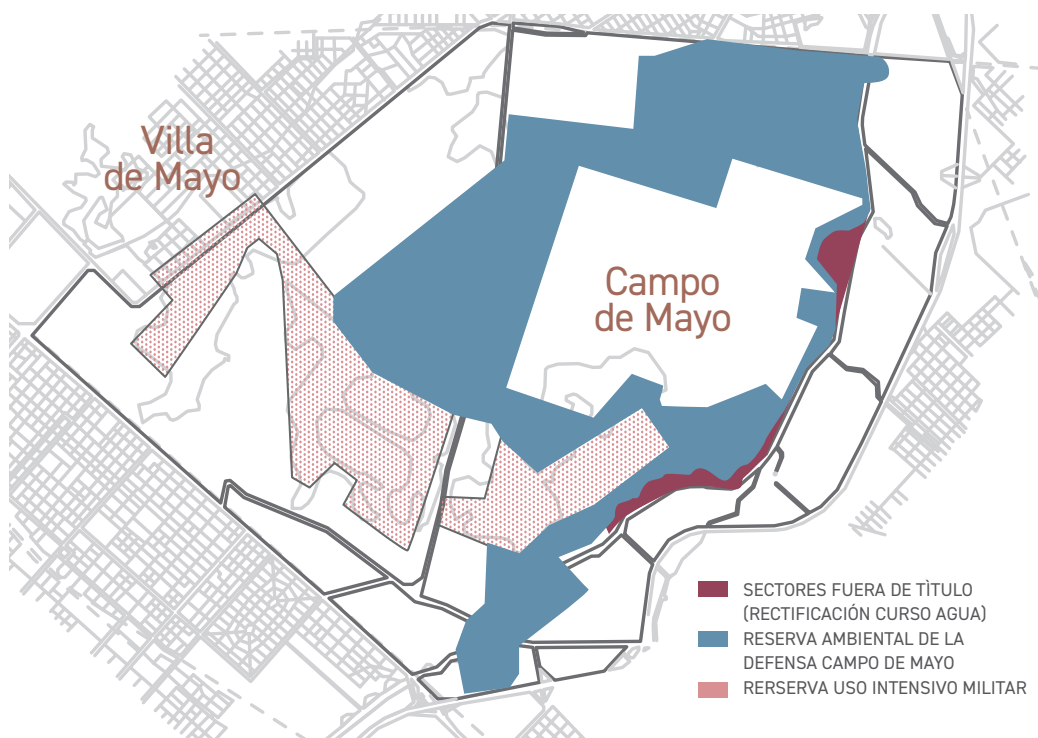 Villa
de Mayo
Campo
de Mayo
SECTORES FUERA DE TÌTULO
(RECTIFICACIÓN CURSO AGUA)
RESERVA AMBIENTAL DE LA
DEFENSA CAMPO DE MAYO
RERSERVA USO INTENSIVO MILITAR